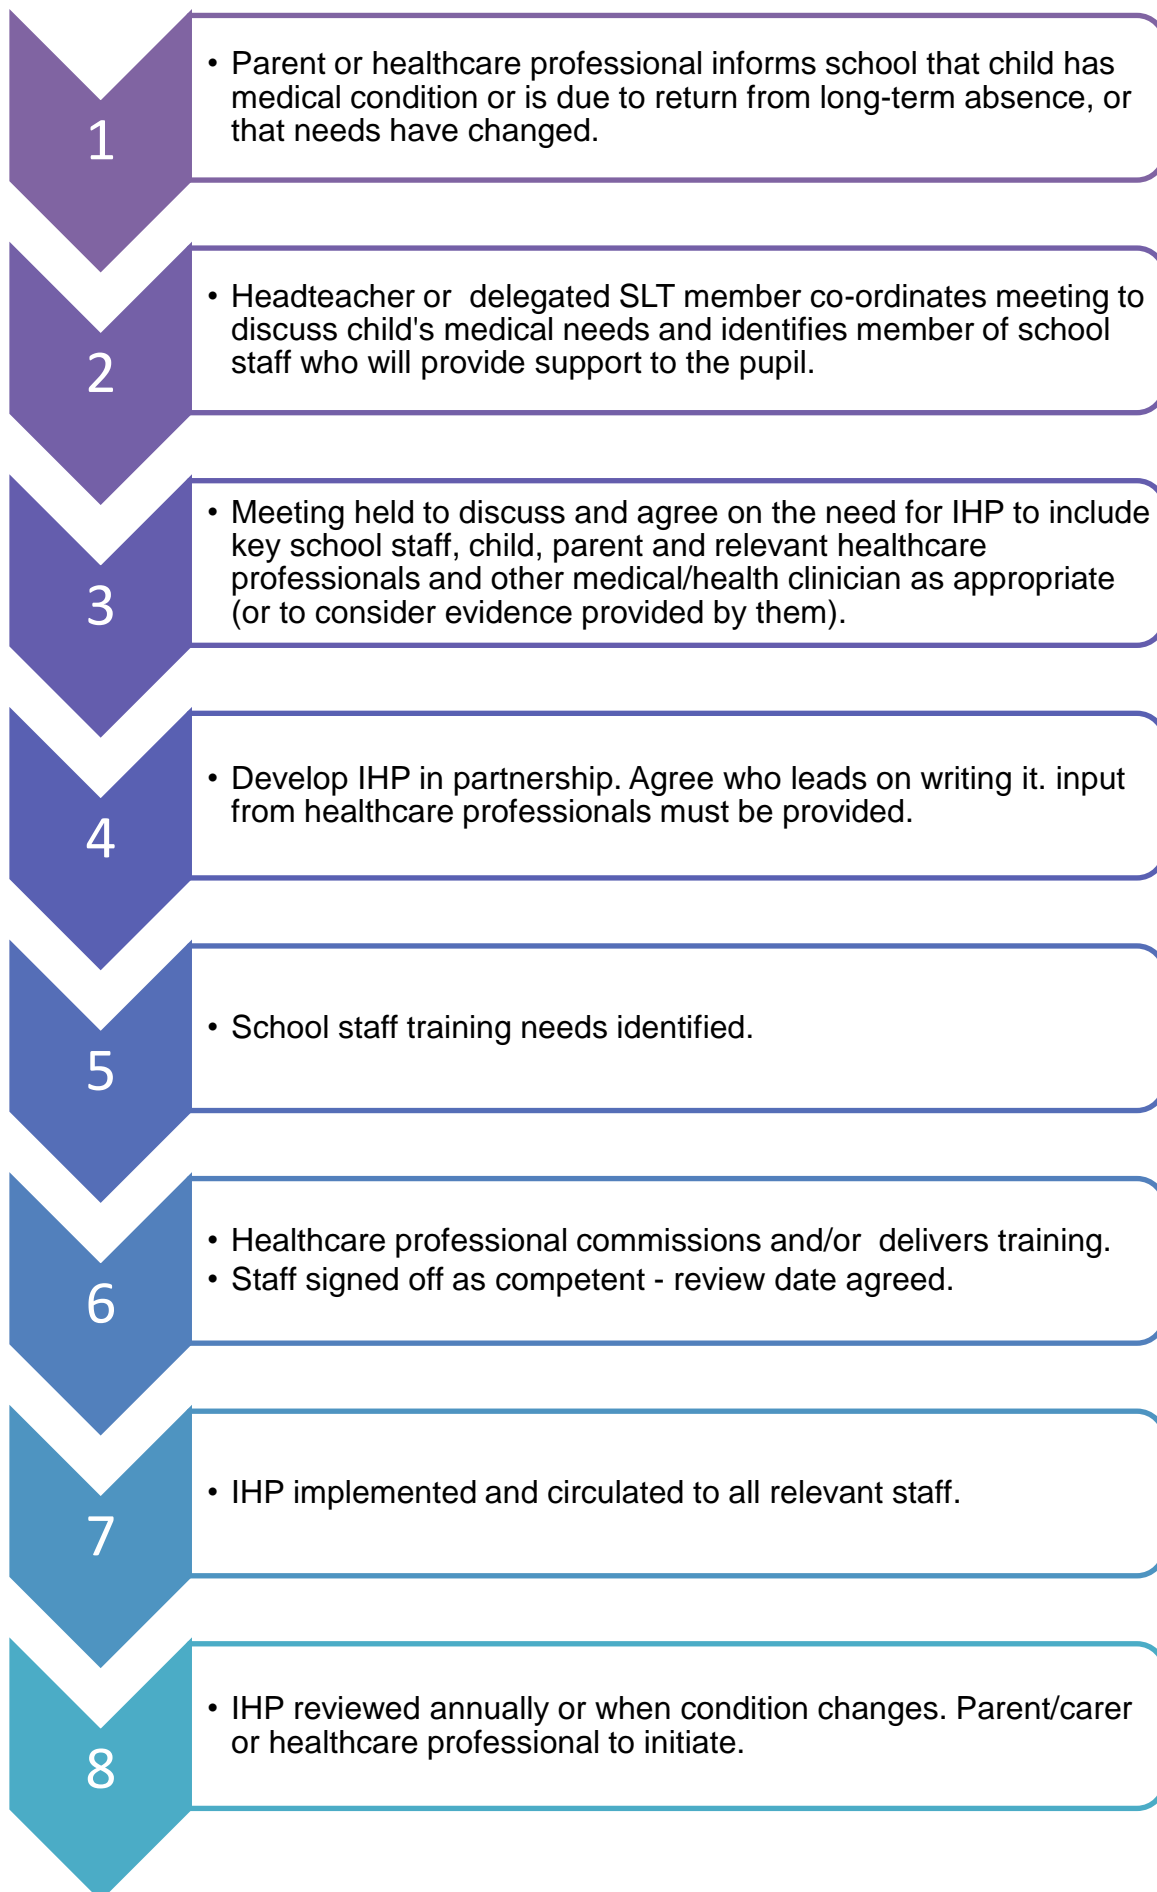 1
• Parent or healthcare professional informs school that child has
medical condition or is due to return from long-term absence, or
that needs have changed.
2
• Headteacher or  delegated SLT member co-ordinates meeting to
discuss child's medical needs and identifies member of school
staff who will provide support to the pupil.
3
• Meeting held to discuss and agree on the need for IHP to include
key school staff, child, parent and relevant healthcare
professionals and other medical/health clinician as appropriate
(or to consider evidence provided by them).
4
• Develop IHP in partnership. Agree who leads on writing it. input
from healthcare professionals must be provided.
5
• School staff training needs identified.
6
• Healthcare professional commissions and/or  delivers training.
• Staff signed off as competent - review date agreed.
7
• IHP implemented and circulated to all relevant staff.
8
• IHP reviewed annually or when condition changes. Parent/carer
or healthcare professional to initiate.